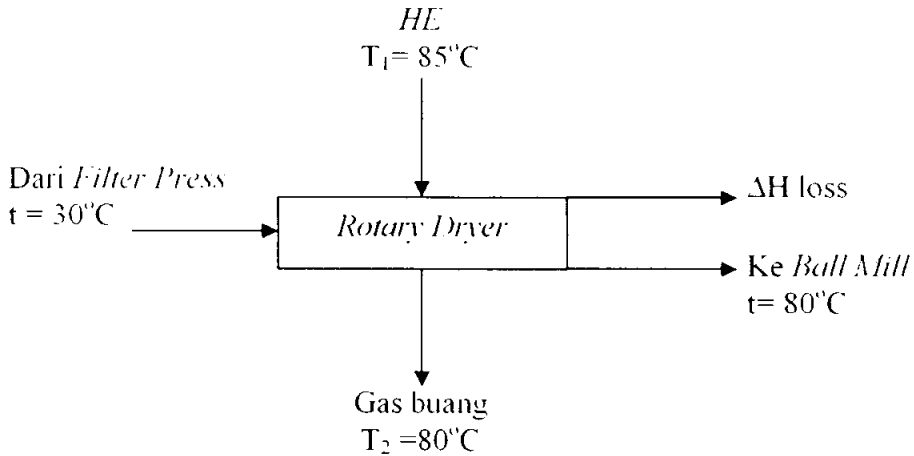 HE
T₁= 85°C
Dari Filter Press
t = 30°C
Rotary Dryer
ΔH loss
Ke Ball Mill
t= 80°C
Gas buang
T₂ =80°C